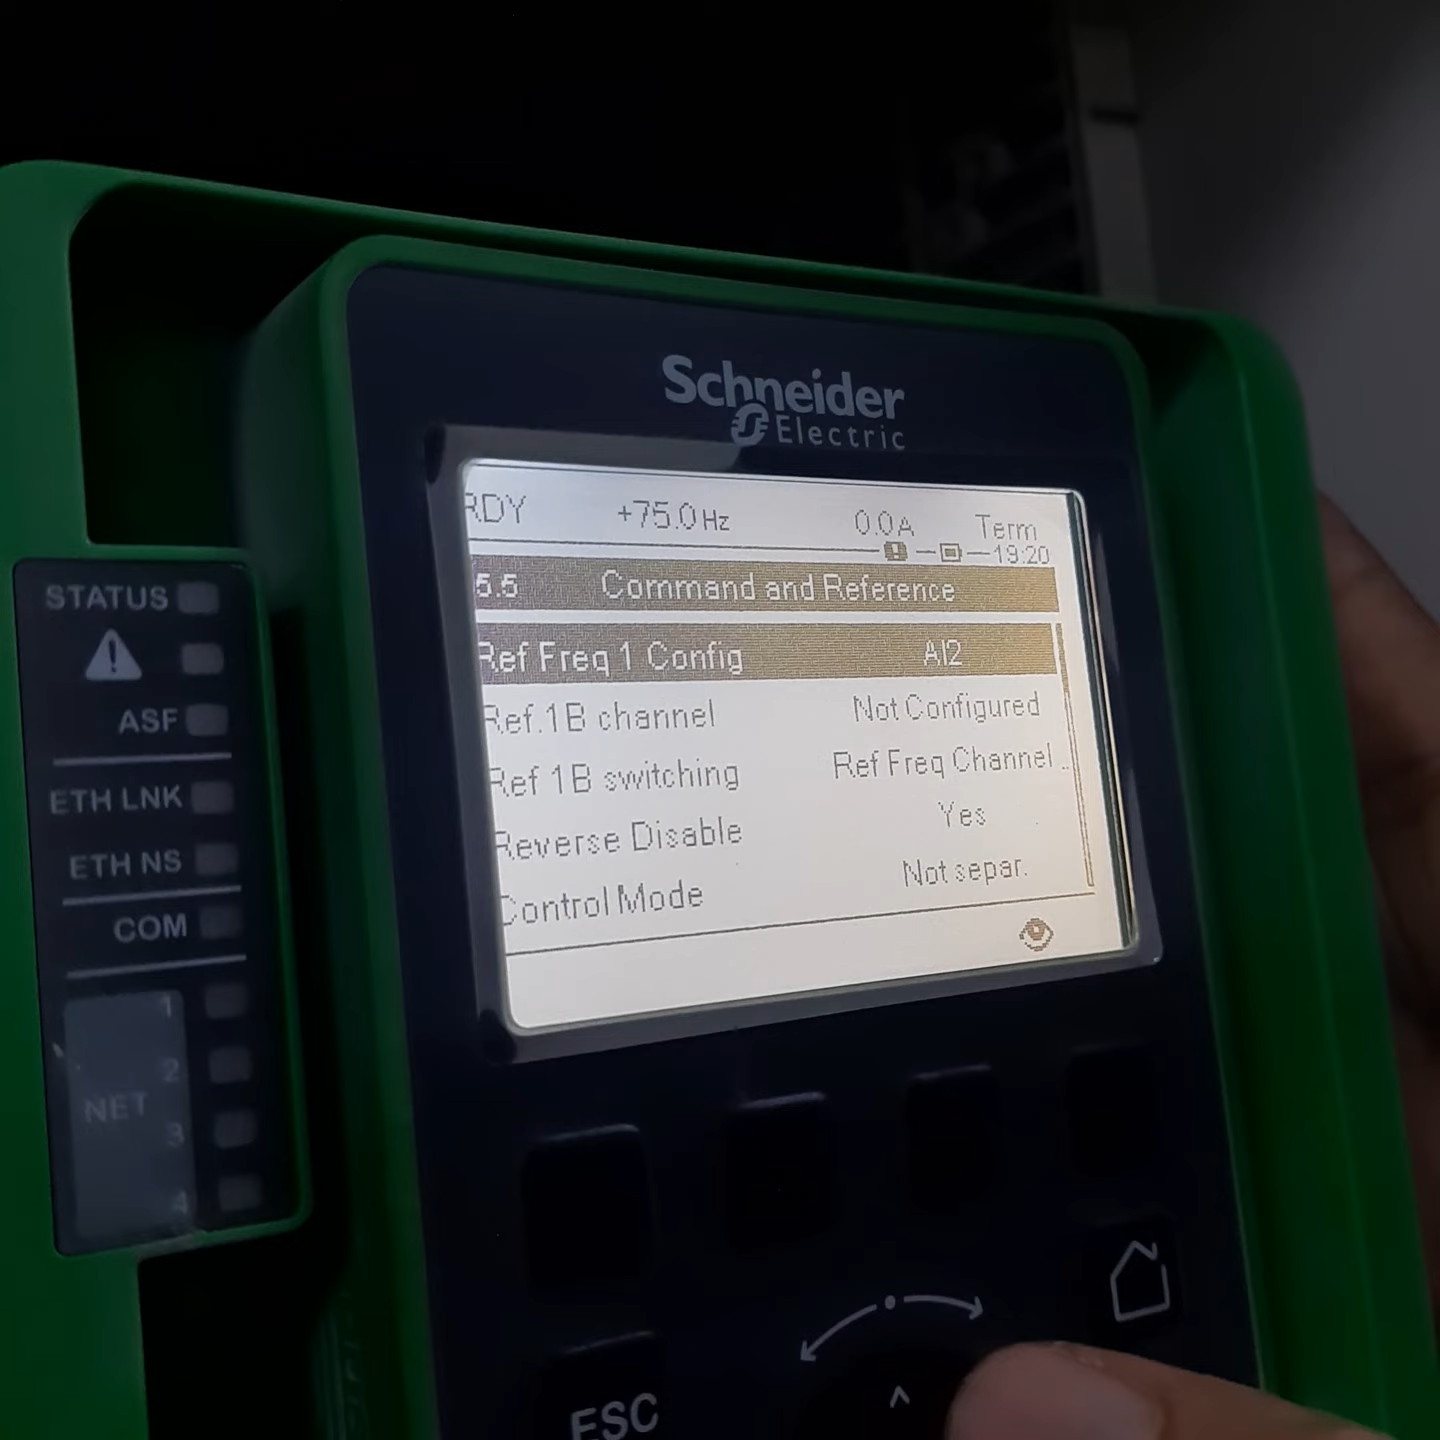 Schneider
Electric
RDY +75.0Hz 0.0A Term
19:20
5.5 Command and Reference
Ref Freq 1 Config AI2
Ref.1B channel Not Configured
Ref 1B switching Ref Freq Channel ..
Reverse Disable Yes
Control Mode Not separ.
STATUS
ASF
ETH LNK
ETH NS
COM
NET
1
2
3
4
ESC